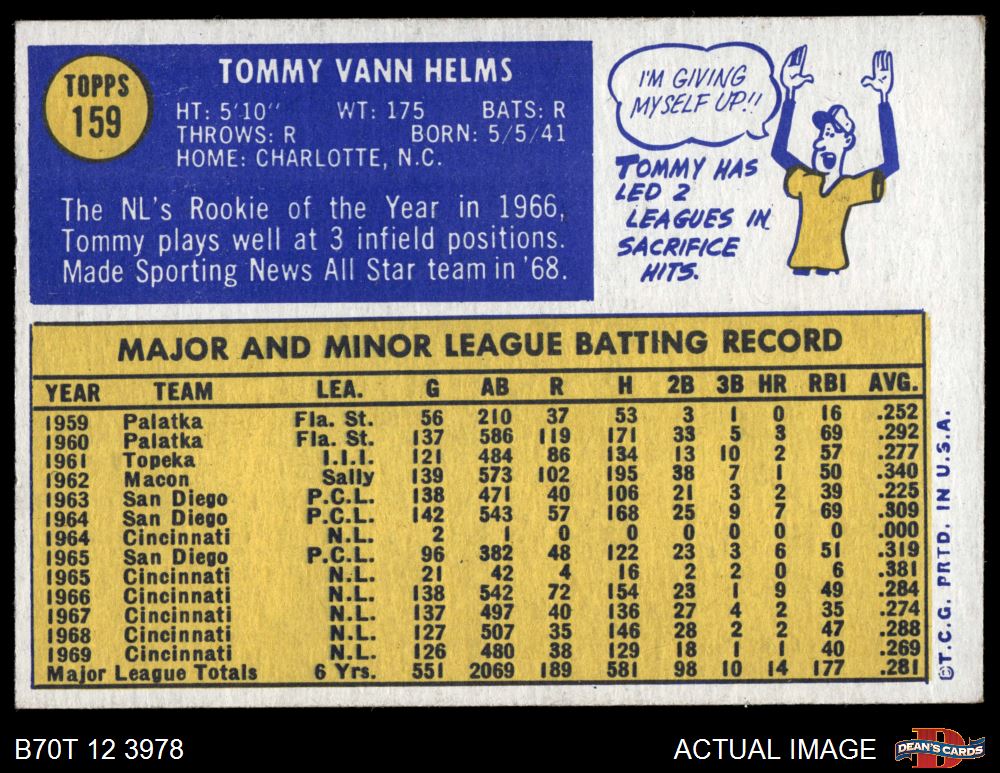 TOPPS
159
TOMMY VANN HELMS
HT: 5'10" WT: 175 BATS: R
THROWS: R BORN: 5/5/41
HOME: CHARLOTTE, N.C.
The NL's Rookie of the Year in 1966,
Tommy plays well at 3 infield positions.
Made Sporting News All Star team in '68.
I'M GIVING
MYSELF UP!!
TOMMY HAS
LED 2
LEAGUES IN
SACRIFICE
HITS.
MAJOR AND MINOR LEAGUE BATTING RECORD
YEAR TEAM LEA. G AB R H 2B 3B HR RBI AVG.
1959 Palatka Fla. St. 56 210 37 53 3 1 0 16 .252
1960 Palatka Fla. St. 137 586 119 171 33 5 3 69 .292
1961 Topeka I.I.I. 121 484 86 134 13 10 2 57 .277
1962 Macon Sally 139 573 102 195 38 7 1 50 .340
1963 San Diego P.C.L. 138 471 40 106 21 3 2 39 .225
1964 San Diego P.C.L. 142 543 57 168 25 9 7 69 .309
1964 Cincinnati N.L. 2 1 0 0 0 0 0 0 .000
1965 San Diego P.C.L. 96 382 48 122 23 3 6 51 .319
1965 Cincinnati N.L. 21 42 4 16 2 2 0 6 .381
1966 Cincinnati N.L. 138 542 72 154 23 1 9 49 .284
1967 Cincinnati N.L. 137 497 40 136 27 4 2 35 .274
1968 Cincinnati N.L. 127 507 35 146 28 2 2 47 .288
1969 Cincinnati N.L. 126 480 38 129 18 1 1 40 .269
Major League Totals 6 Yrs. 551 2069 189 581 98 10 14 177 .281
©T.C.G. PRTD. IN U.S.A.
B70T 12 3978
ACTUAL IMAGE
DEAN'S CARDS